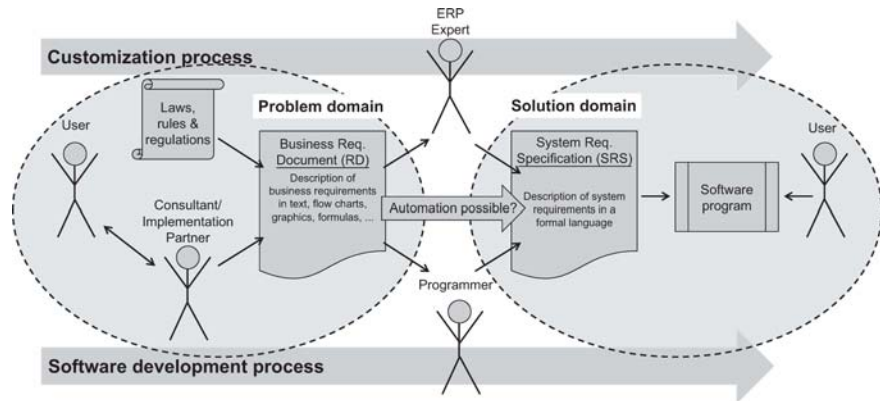 ERP
Expert
Customization process
Problem domain
Solution domain
Laws,
rules &
regulations
User
Business Req.
Document (RD)
Description of
business requirements
in text, flow charts,
graphics, formulas, ...
System Req.
Specification (SRS)
Description of system
requirements in a
formal language
User
Software
program
Consultant/
Implementation
Partner
Automation possible?
Programmer
Software development process